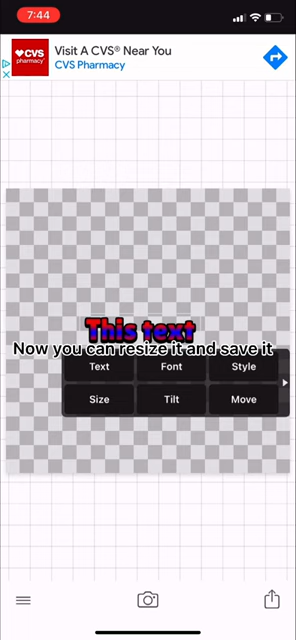 7:44
CVS
pharmacy
Visit A CVS® Near You
CVS Pharmacy
This text
Now you can resize it and save it
Text Font Style
Size Tilt Move